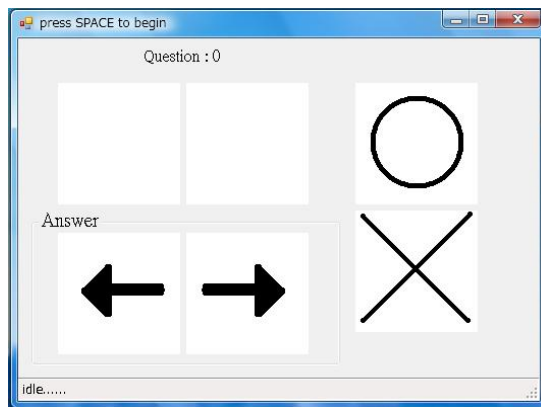 press SPACE to begin
Question : 0
Answer
idle......